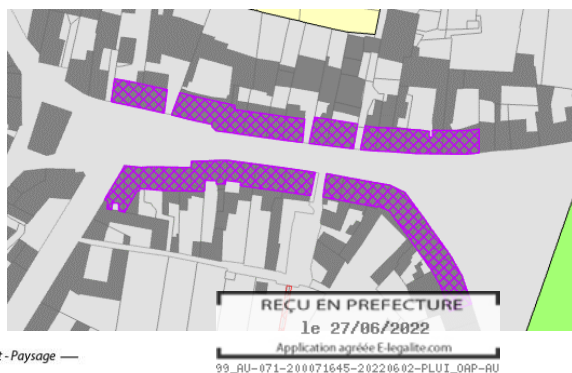 REÇU EN PREFECTURE
le 27/06/2022
Application agréée E-legalite.com
t - Paysage —
99_AU-071-200071645-20220602-PLUI_OAP-AU